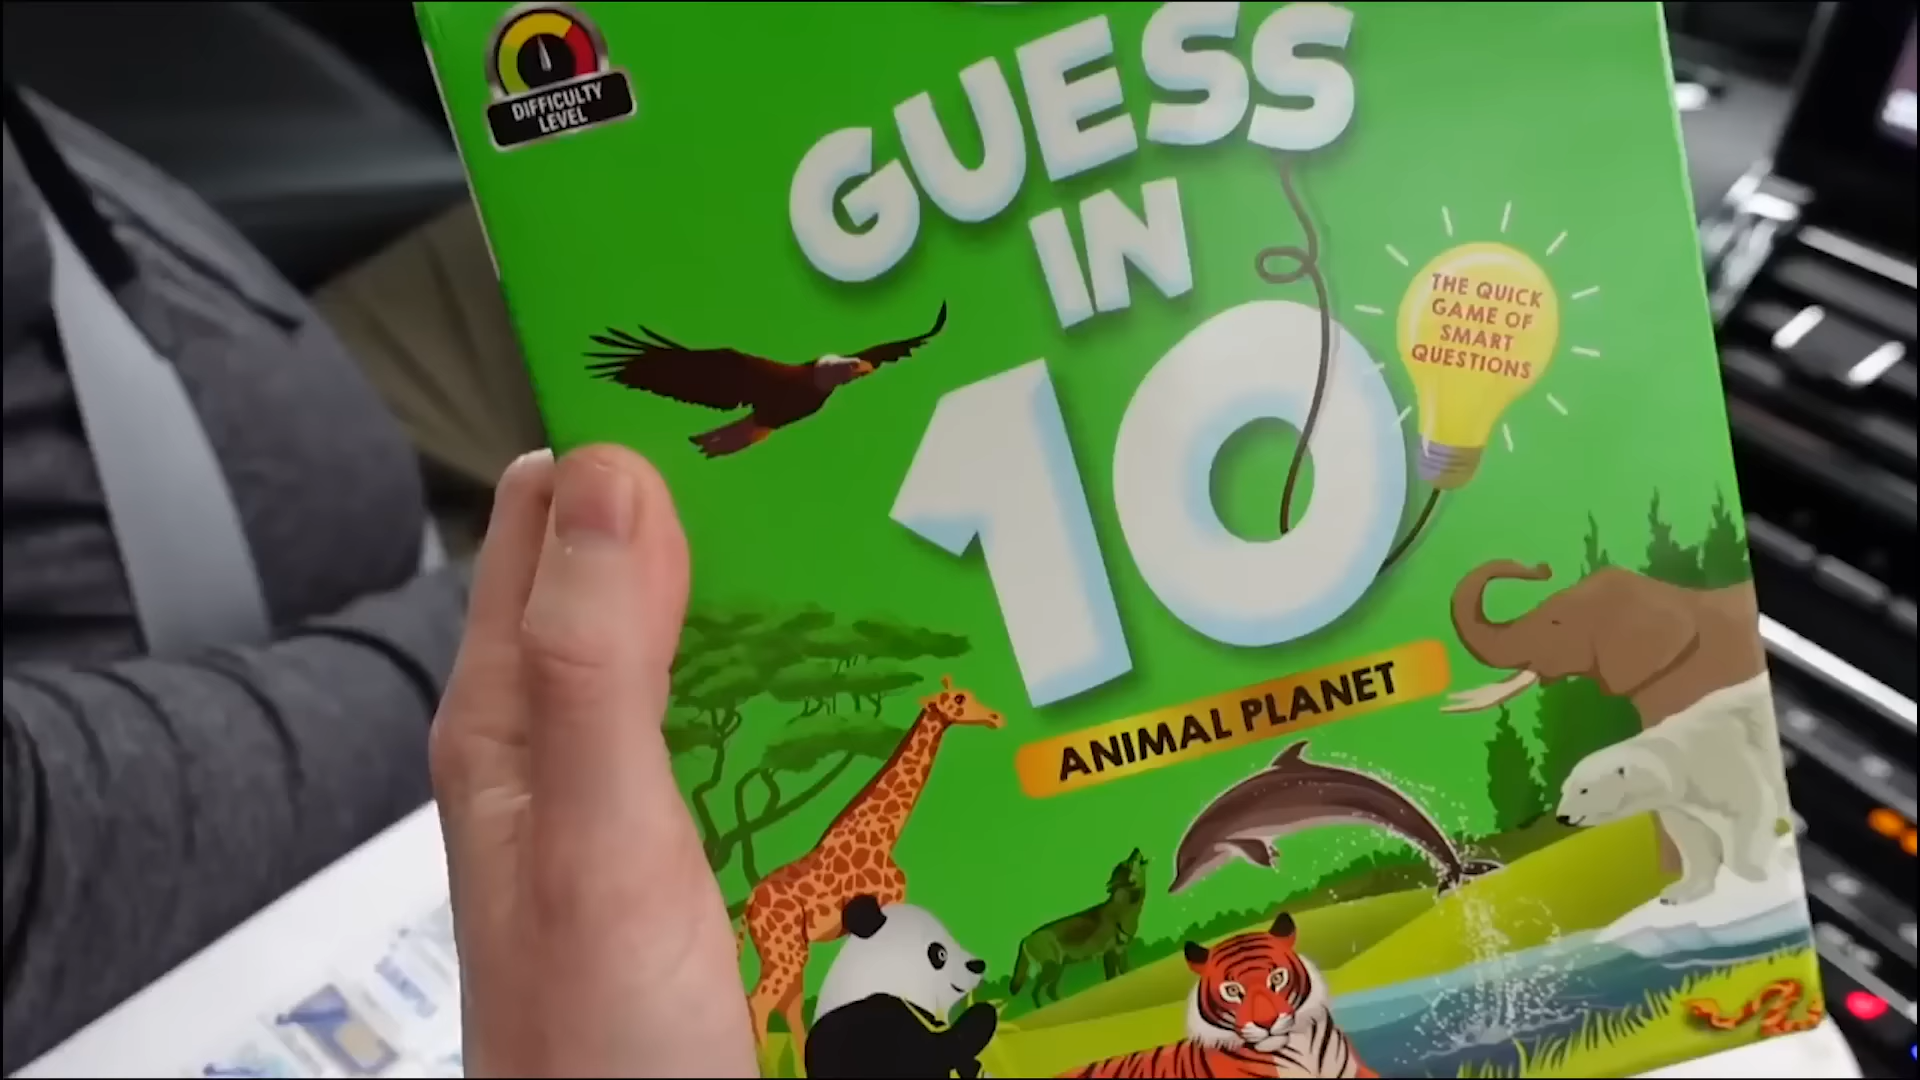 DIFFICULTY
LEVEL
GUESS
IN
10
THE QUICK
GAME OF
SMART
QUESTIONS
ANIMAL PLANET